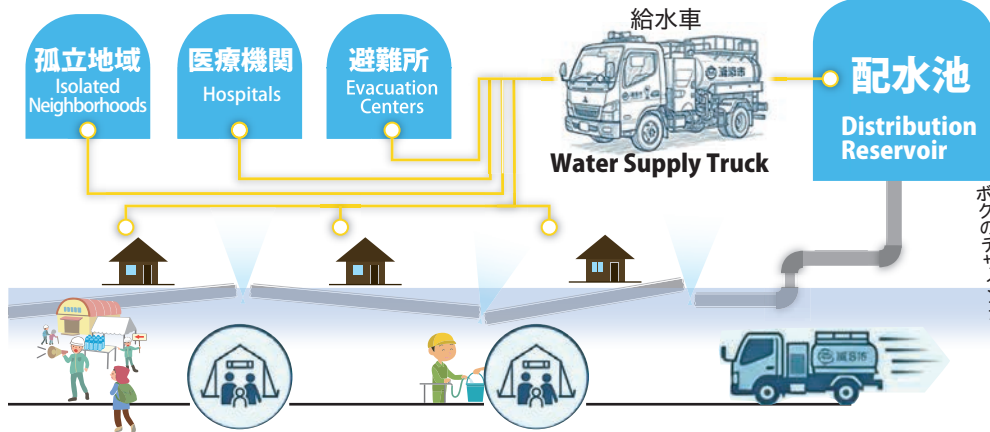 孤立地域
Isolated
Neighborhoods
医療機関
Hospitals
避難所
Evacuation
Centers
給水車
Water Supply Truck
配水池
Distribution
Reservoir